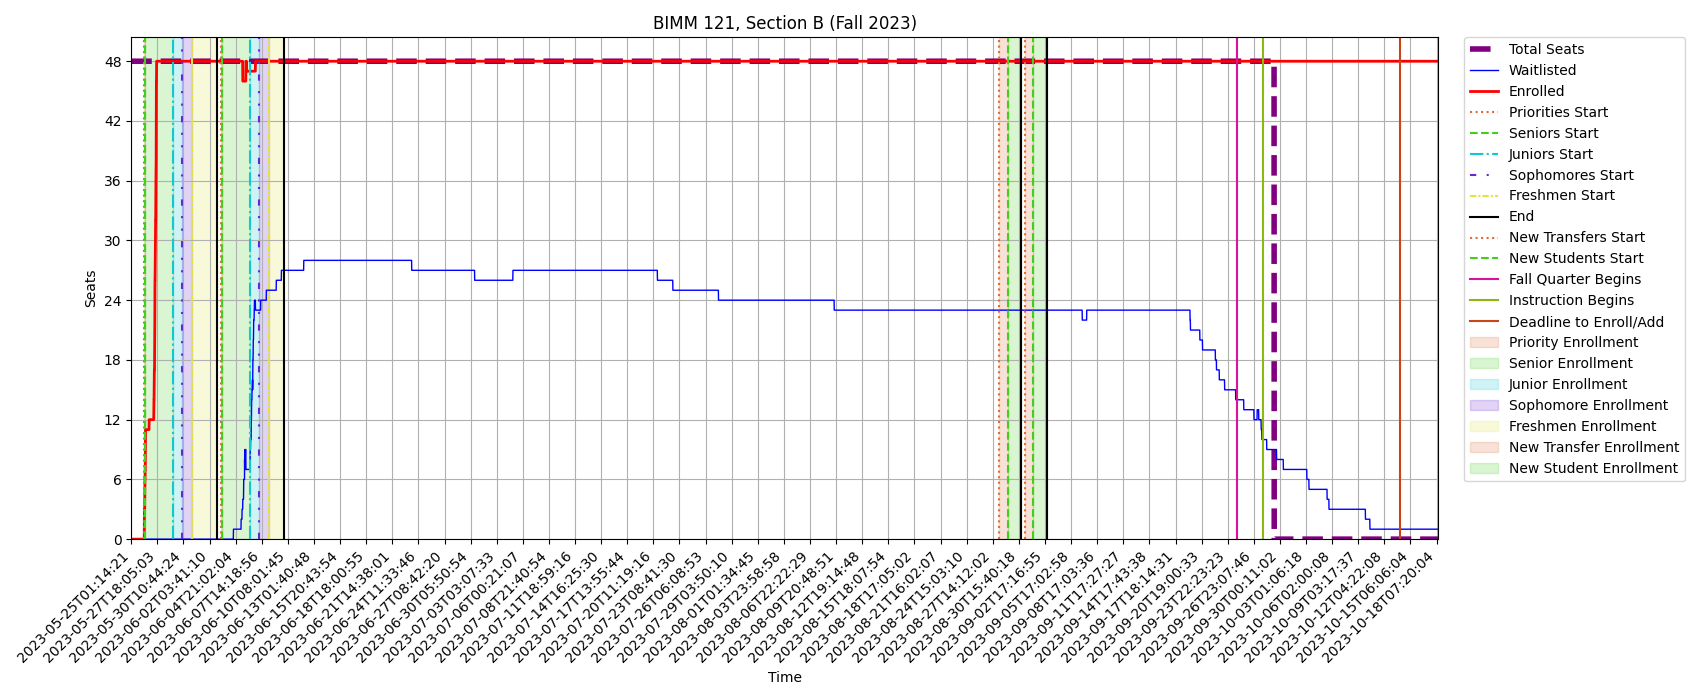 BIMM 121, Section B (Fall 2023)
Seats
48
42
36
30
24
18
12
6
0
2023-05-25T01:14:21
2023-05-27T18:05:03
2023-05-30T10:44:24
2023-06-02T03:41:10
2023-06-04T21:02:04
2023-06-07T14:18:56
2023-06-10T08:01:45
2023-06-13T01:40:48
2023-06-15T20:43:54
2023-06-18T18:00:55
2023-06-21T14:38:01
2023-06-24T11:33:46
2023-06-27T08:42:20
2023-06-30T05:50:54
2023-07-03T03:07:33
2023-07-06T00:21:07
2023-07-08T21:40:54
2023-07-11T18:59:16
2023-07-14T16:25:30
2023-07-17T13:55:44
2023-07-20T11:19:16
2023-07-23T08:41:30
2023-07-26T06:08:53
2023-07-29T03:50:10
2023-08-01T01:34:45
2023-08-03T23:58:58
2023-08-06T22:22:29
2023-08-09T20:48:51
2023-08-12T19:14:48
2023-08-15T18:07:54
2023-08-18T17:05:02
2023-08-21T16:02:07
2023-08-24T15:03:10
2023-08-27T14:12:02
2023-08-30T15:40:18
2023-09-02T17:16:55
2023-09-05T17:02:58
2023-09-08T17:03:36
2023-09-11T17:27:27
2023-09-14T17:43:38
2023-09-17T18:14:31
2023-09-20T19:00:33
2023-09-23T21:23:23
2023-09-26T23:07:46
2023-09-30T00:11:02
2023-10-03T01:06:18
2023-10-06T02:00:08
2023-10-09T03:17:37
2023-10-12T04:22:08
2023-10-15T06:06:04
2023-10-18T07:20:04
Time
Total Seats
Waitlisted
Enrolled
Priorities Start
Seniors Start
Juniors Start
Sophomores Start
Freshmen Start
End
New Transfers Start
New Students Start
Fall Quarter Begins
Instruction Begins
Deadline to Enroll/Add
Priority Enrollment
Senior Enrollment
Junior Enrollment
Sophomore Enrollment
Freshmen Enrollment
New Transfer Enrollment
New Student Enrollment